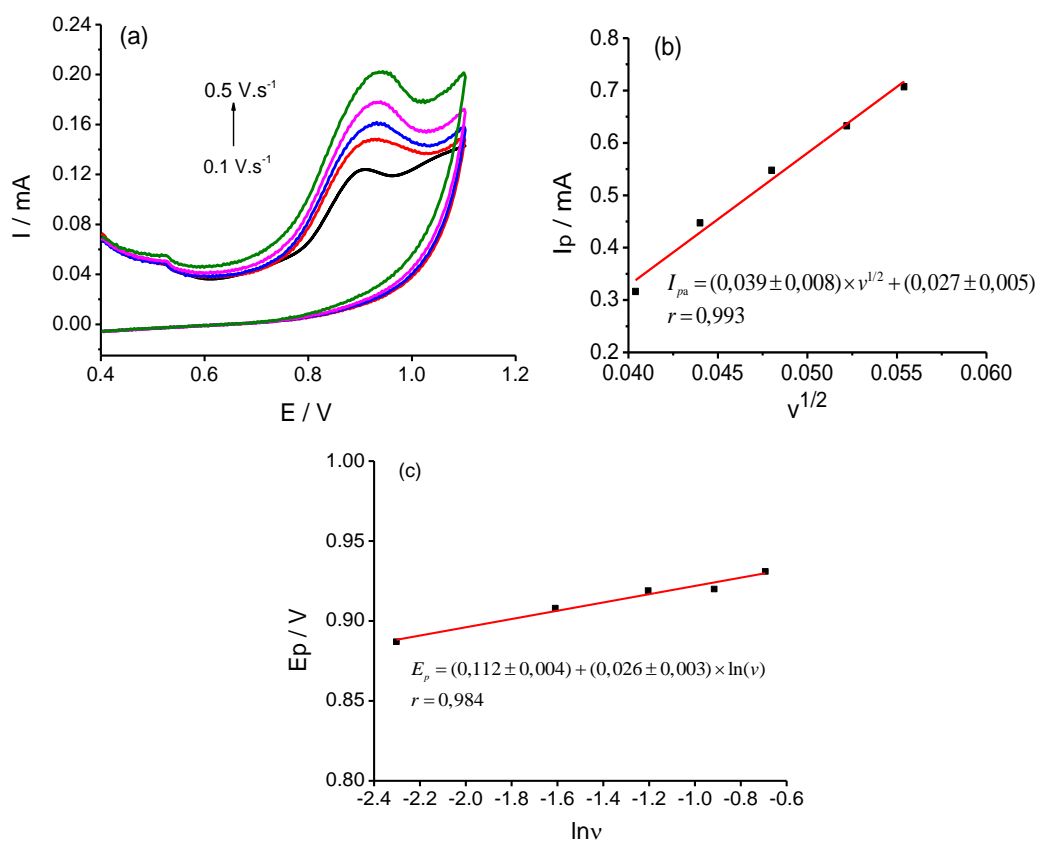 (a)
0.24
0.20
0.16
0.12
0.08
0.04
0.00
I / mA
0.5 V.s⁻¹
0.1 V.s⁻¹
0.4 0.6 0.8 1.0 1.2
E / V
(b)
0.8
0.7
0.6
0.5
0.4
0.3
0.2
Ip / mA
I_pa = (0,039 ± 0,008) × v^1/2 + (0,027 ± 0,005)
r = 0,993
0.040 0.045 0.050 0.055 0.060
v^1/2
(c)
1.00
0.95
0.90
0.85
0.80
Ep / V
E_p = (0,112 ± 0,004) + (0,026 ± 0,003) × ln(v)
r = 0,984
-2.4 -2.2 -2.0 -1.8 -1.6 -1.4 -1.2 -1.0 -0.8 -0.6
lnν